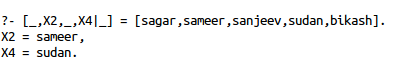 ?- [_,X2,_,X4|_] = [sagar,sameer,sanjeev,sudan,bikash].
X2 = sameer,
X4 = sudan.